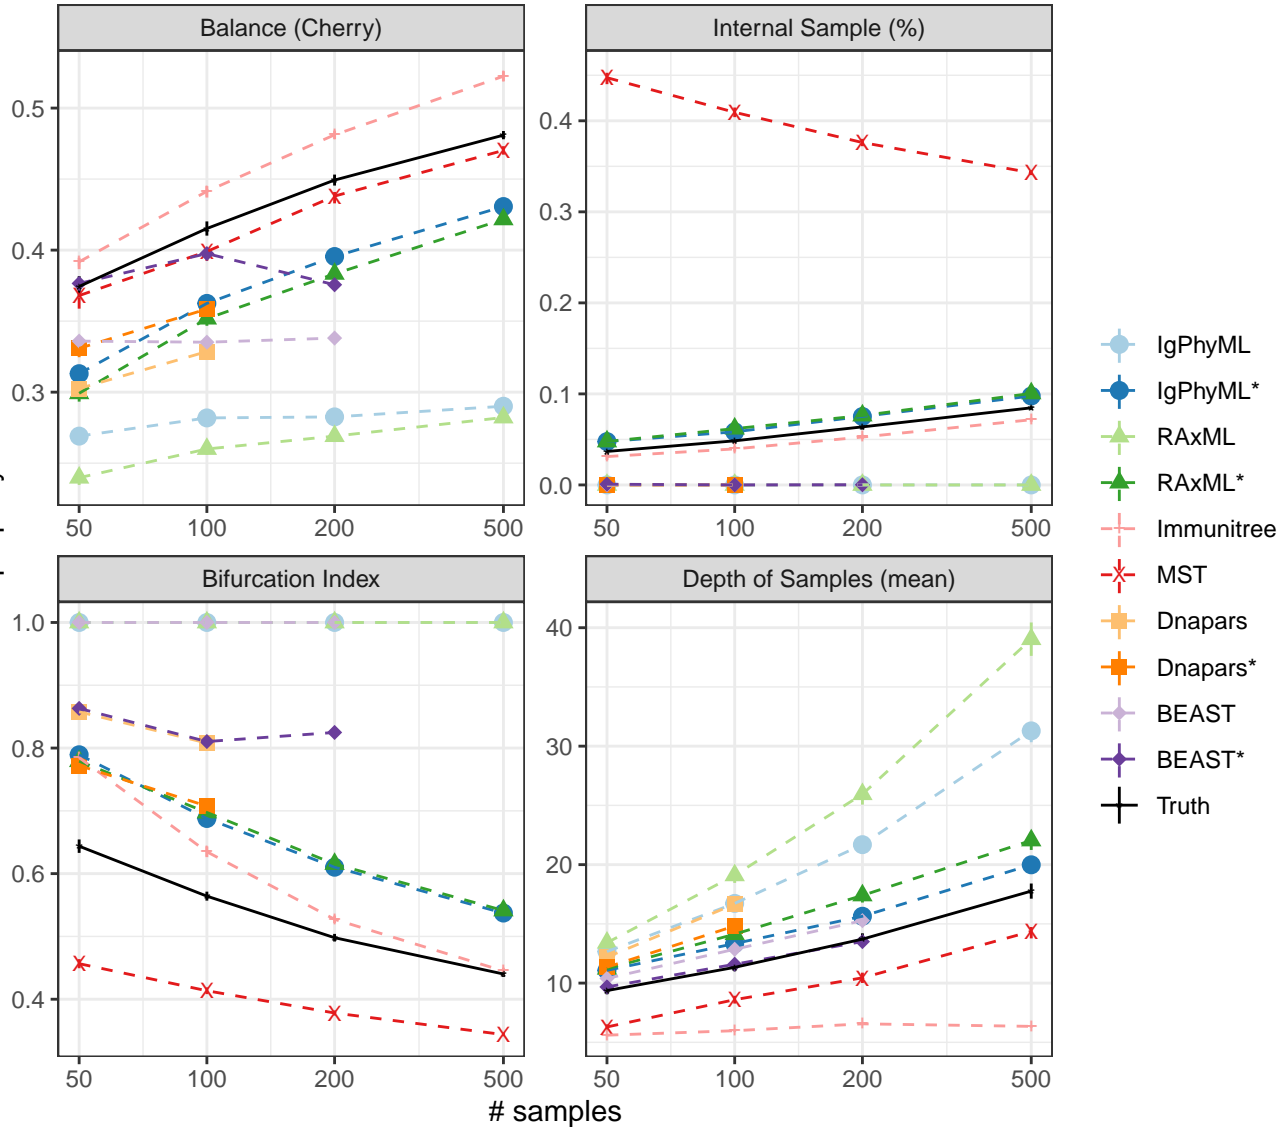 Balance (Cherry)
Internal Sample (%)
0.5
0.4
0.3
50 100 200 500
0.4
0.3
0.2
0.1
0.0
50 100 200 500
Bifurcation Index
Depth of Samples (mean)
1.0
0.8
0.6
0.4
50 100 200 500
40
30
20
10
50 100 200 500
# samples
IgPhyML
IgPhyML*
RAxML
RAxML*
Immunitree
MST
Dnapars
Dnapars*
BEAST
BEAST*
Truth